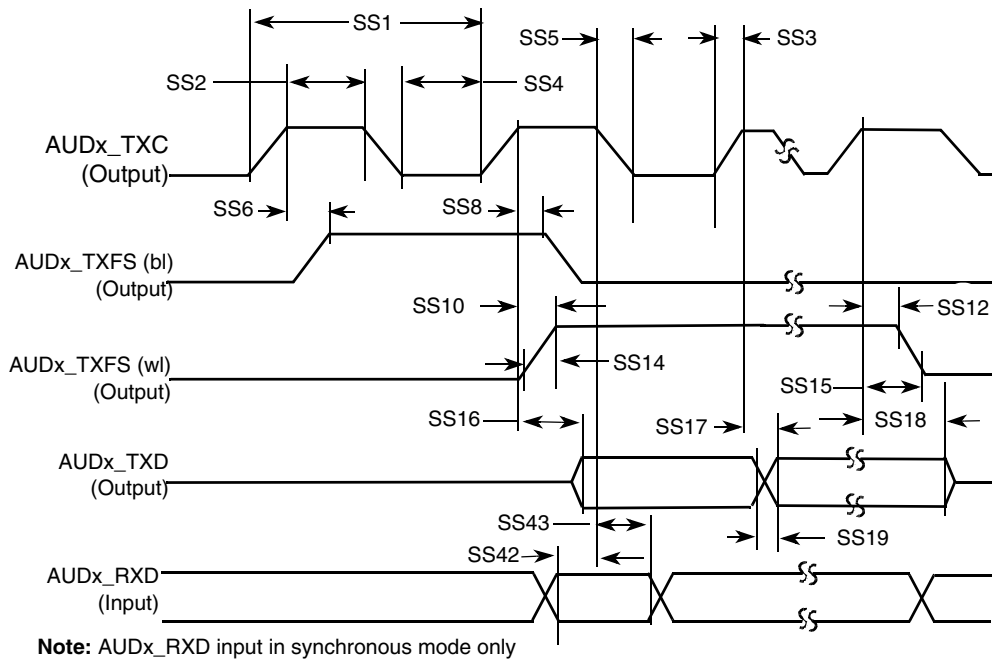 SS1
SS5
SS3
SS2
SS4
AUDx_TXC
(Output)
SS6
SS8
AUDx_TXFS (bl)
(Output)
SS10
SS12
AUDx_TXFS (wl)
(Output)
SS14
SS15
SS16
SS17
SS18
AUDx_TXD
(Output)
SS43
SS19
SS42
AUDx_RXD
(Input)
Note: AUDx_RXD input in synchronous mode only